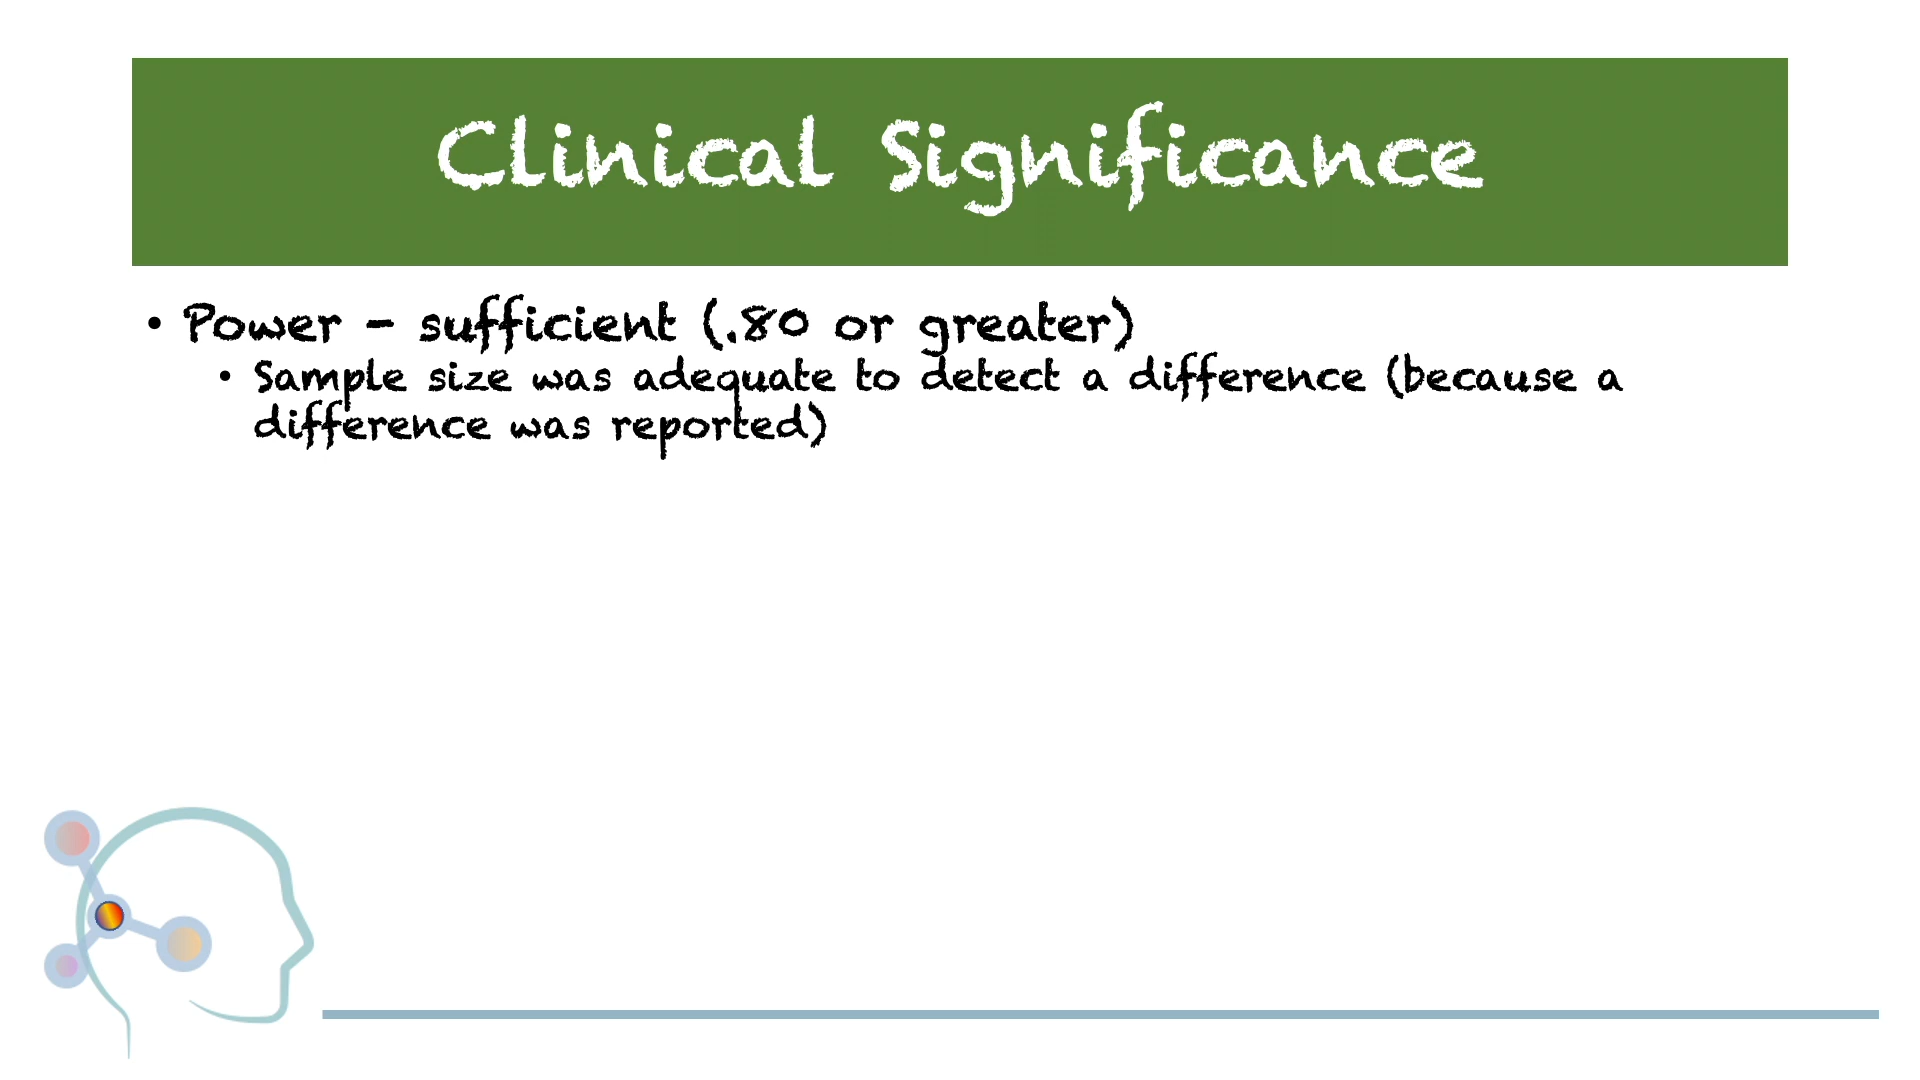 Clinical Significance
• Power - sufficient (.80 or greater)
• Sample size was adequate to detect a difference (because a
difference was reported)